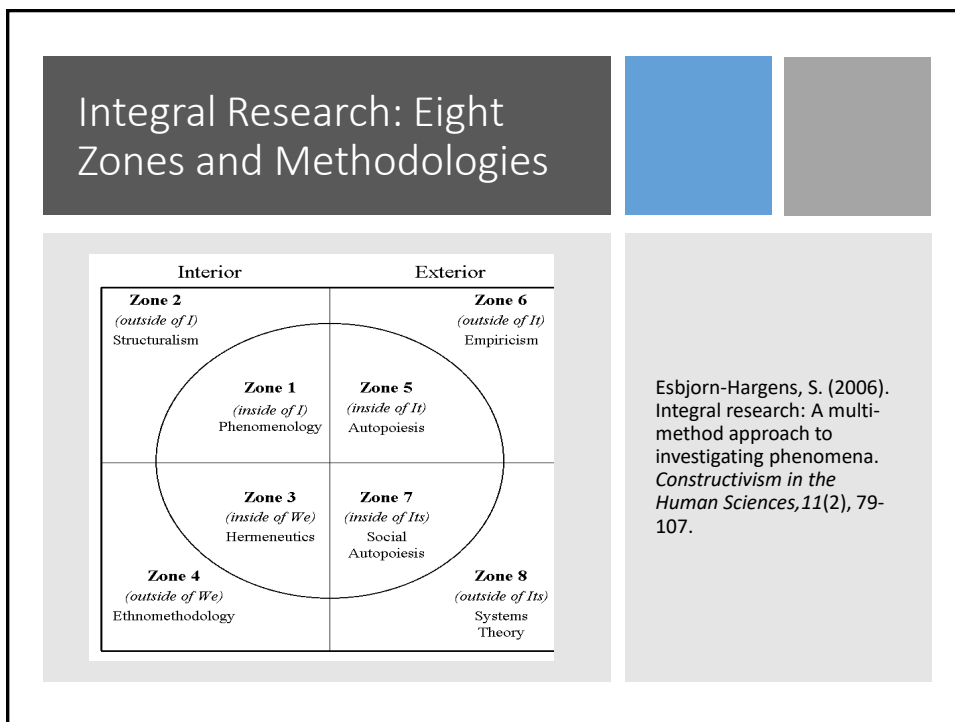 Integral Research: Eight
Zones and Methodologies
Interior
Exterior
Zone 2
(outside of I)
Structuralism
Zone 6
(outside of It)
Empiricism
Zone 1
(inside of I)
Phenomenology
Zone 5
(inside of It)
Autopoiesis
Zone 3
(inside of We)
Hermeneutics
Zone 7
(inside of Its)
Social
Autopoiesis
Zone 4
(outside of We)
Ethnomethodology
Zone 8
(outside of Its)
Systems
Theory
Esbjorn-Hargens, S. (2006).
Integral research: A multi-
method approach to
investigating phenomena.
Constructivism in the
Human Sciences,11(2), 79-
107.